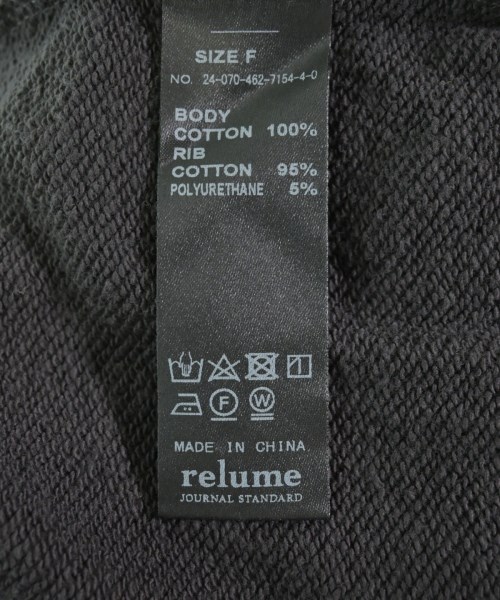 SIZE F
NO. 24-070-462-7154-4-0
BODY
COTTON 100%
RIB
COTTON 95%
POLYURETHANE 5%
F W
MADE IN CHINA
relume
JOURNAL STANDARD